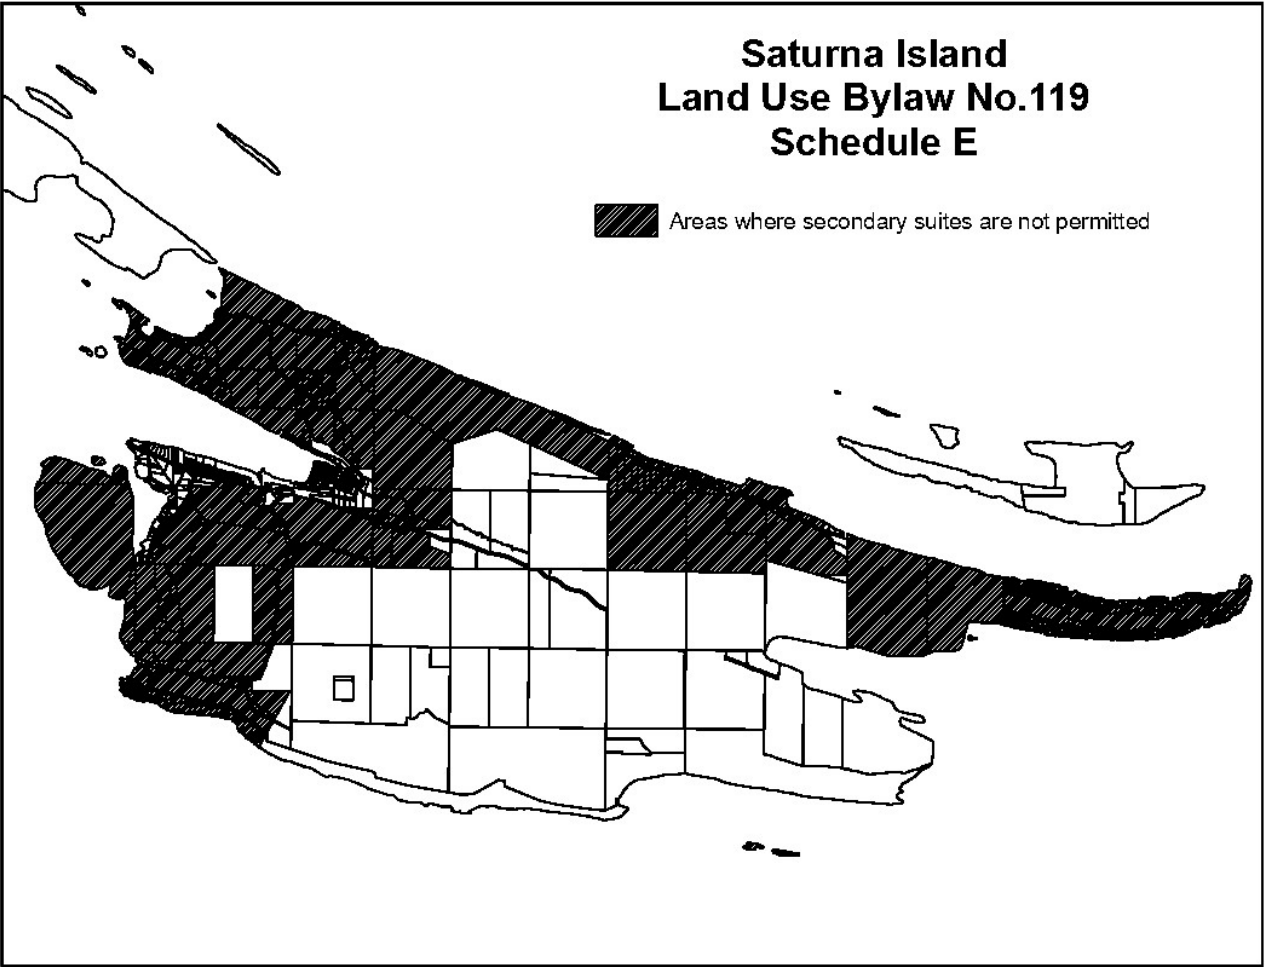 Saturna Island
Land Use Bylaw No.119
Schedule E
Areas where secondary suites are not permitted